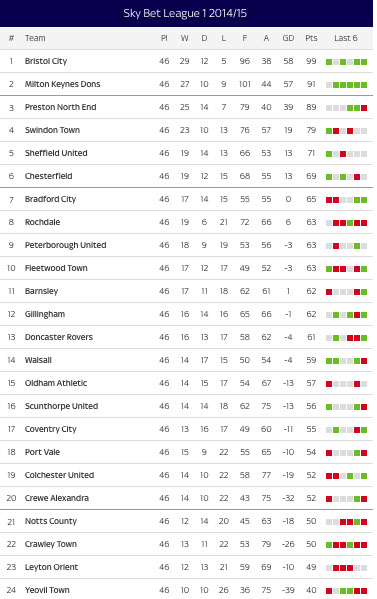 Sky Bet League 1 2014/15
# Team Pl W D L F A GD Pts Last 6
1 Bristol City 46 29 12 5 96 38 58 99
2 Milton Keynes Dons 46 27 10 9 101 44 57 91
3 Preston North End 46 25 14 7 79 40 39 89
4 Swindon Town 46 23 10 13 76 57 19 79
5 Sheffield United 46 19 14 13 66 53 13 71
6 Chesterfield 46 19 12 15 68 55 13 69
7 Bradford City 46 17 14 15 55 55 0 65
8 Rochdale 46 19 6 21 72 66 6 63
9 Peterborough United 46 18 9 19 53 56 -3 63
10 Fleetwood Town 46 17 12 17 49 52 -3 63
11 Barnsley 46 17 11 18 62 61 1 62
12 Gillingham 46 16 14 16 65 66 -1 62
13 Doncaster Rovers 46 16 13 17 58 62 -4 61
14 Walsall 46 14 17 15 50 54 -4 59
15 Oldham Athletic 46 14 15 17 54 67 -13 57
16 Scunthorpe United 46 14 14 18 62 75 -13 56
17 Coventry City 46 13 16 17 49 60 -11 55
18 Port Vale 46 15 9 22 55 65 -10 54
19 Colchester United 46 14 10 22 58 77 -19 52
20 Crewe Alexandra 46 14 10 22 43 75 -32 52
21 Notts County 46 12 14 20 45 63 -18 50
22 Crawley Town 46 13 11 22 53 79 -26 50
23 Leyton Orient 46 12 13 21 59 69 -10 49
24 Yeovil Town 46 10 10 26 36 75 -39 40